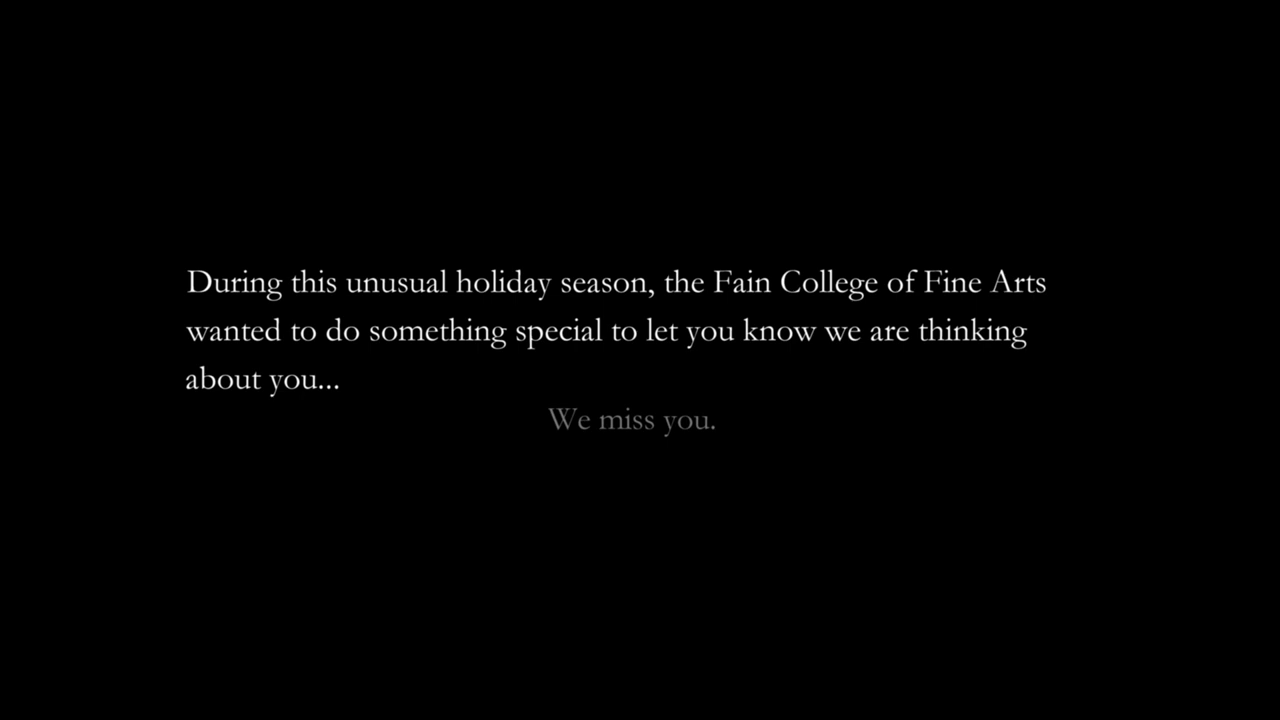 During this unusual holiday season, the Fain College of Fine Arts
wanted to do something special to let you know we are thinking
about you...
We miss you.